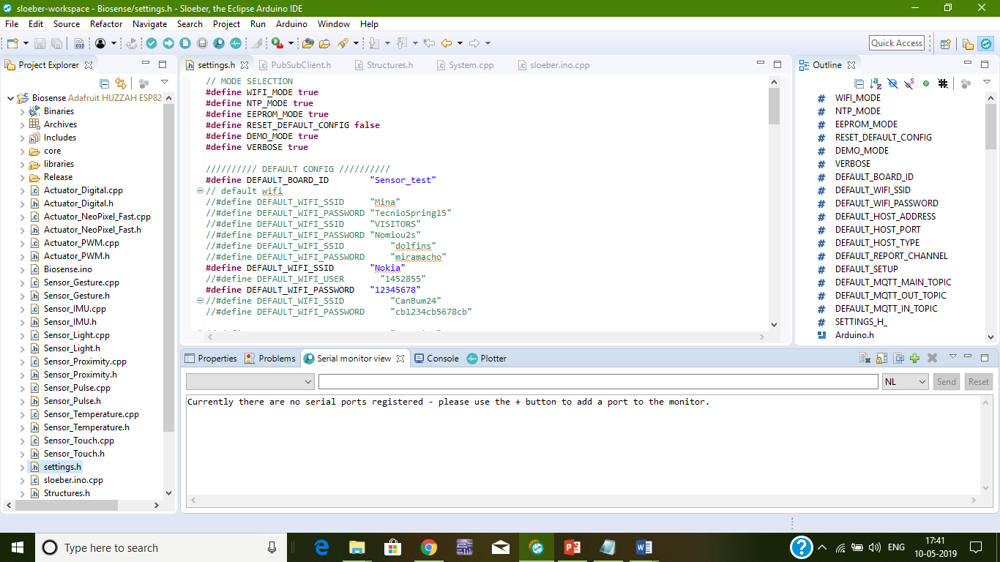 sloeber-workspace - Biosense/settings.h - Sloeber, the Eclipse Arduino IDE
File Edit Source Refactor Navigate Search Project Run Arduino Window Help
Quick Access
Project Explorer
Biosense Adafruit HUZZAH ESP82
Binaries
Archives
Includes
core
libraries
Release
Actuator_Digital.cpp
Actuator_Digital.h
Actuator_NeoPixel_Fast.cpp
Actuator_NeoPixel_Fast.h
Actuator_PWM.cpp
Actuator_PWM.h
Biosense.ino
Sensor_Gesture.cpp
Sensor_Gesture.h
Sensor_IMU.cpp
Sensor_IMU.h
Sensor_Light.cpp
Sensor_Light.h
Sensor_Proximity.cpp
Sensor_Proximity.h
Sensor_Pulse.cpp
Sensor_Pulse.h
Sensor_Temperature.cpp
Sensor_Temperature.h
Sensor_Touch.cpp
Sensor_Touch.h
settings.h
sloeber.ino.cpp
Structures.h
settings.h PubSubClient.h Structures.h System.cpp sloeber.ino.cpp
// MODE SELECTION
#define WIFI_MODE true
#define NTP_MODE true
#define EEPROM_MODE true
#define RESET_DEFAULT_CONFIG false
#define DEMO_MODE true
#define VERBOSE true
////////// DEFAULT CONFIG //////////
#define DEFAULT_BOARD_ID "Sensor_test"
// default wifi
//#define DEFAULT_WIFI_SSID "Mina"
//#define DEFAULT_WIFI_PASSWORD "TecnioSpring15"
//#define DEFAULT_WIFI_SSID "VISITORS"
//#define DEFAULT_WIFI_PASSWORD "Nomiou2s"
//#define DEFAULT_WIFI_SSID "dolfins"
//#define DEFAULT_WIFI_PASSWORD "miramacho"
#define DEFAULT_WIFI_SSID "Nokia"
//#define DEFAULT_WIFI_USER "1452855"
#define DEFAULT_WIFI_PASSWORD "12345678"
//#define DEFAULT_WIFI_SSID "CanBum24"
//#define DEFAULT_WIFI_PASSWORD "cb1234cb5678cb"
Outline
# WIFI_MODE
# NTP_MODE
# EEPROM_MODE
# RESET_DEFAULT_CONFIG
# DEMO_MODE
# VERBOSE
# DEFAULT_BOARD_ID
# DEFAULT_WIFI_SSID
# DEFAULT_WIFI_PASSWORD
# DEFAULT_HOST_ADDRESS
# DEFAULT_HOST_PORT
# DEFAULT_HOST_TYPE
# DEFAULT_REPORT_CHANNEL
# DEFAULT_SETUP
# DEFAULT_MQTT_MAIN_TOPIC
# DEFAULT_MQTT_OUT_TOPIC
# DEFAULT_MQTT_IN_TOPIC
# SETTINGS_H_
Arduino.h
Properties Problems Serial monitor view Console Plotter
NL Send Reset
Currently there are no serial ports registered - please use the + button to add a port to the monitor.
Type here to search
ENG
17:41
10-05-2019